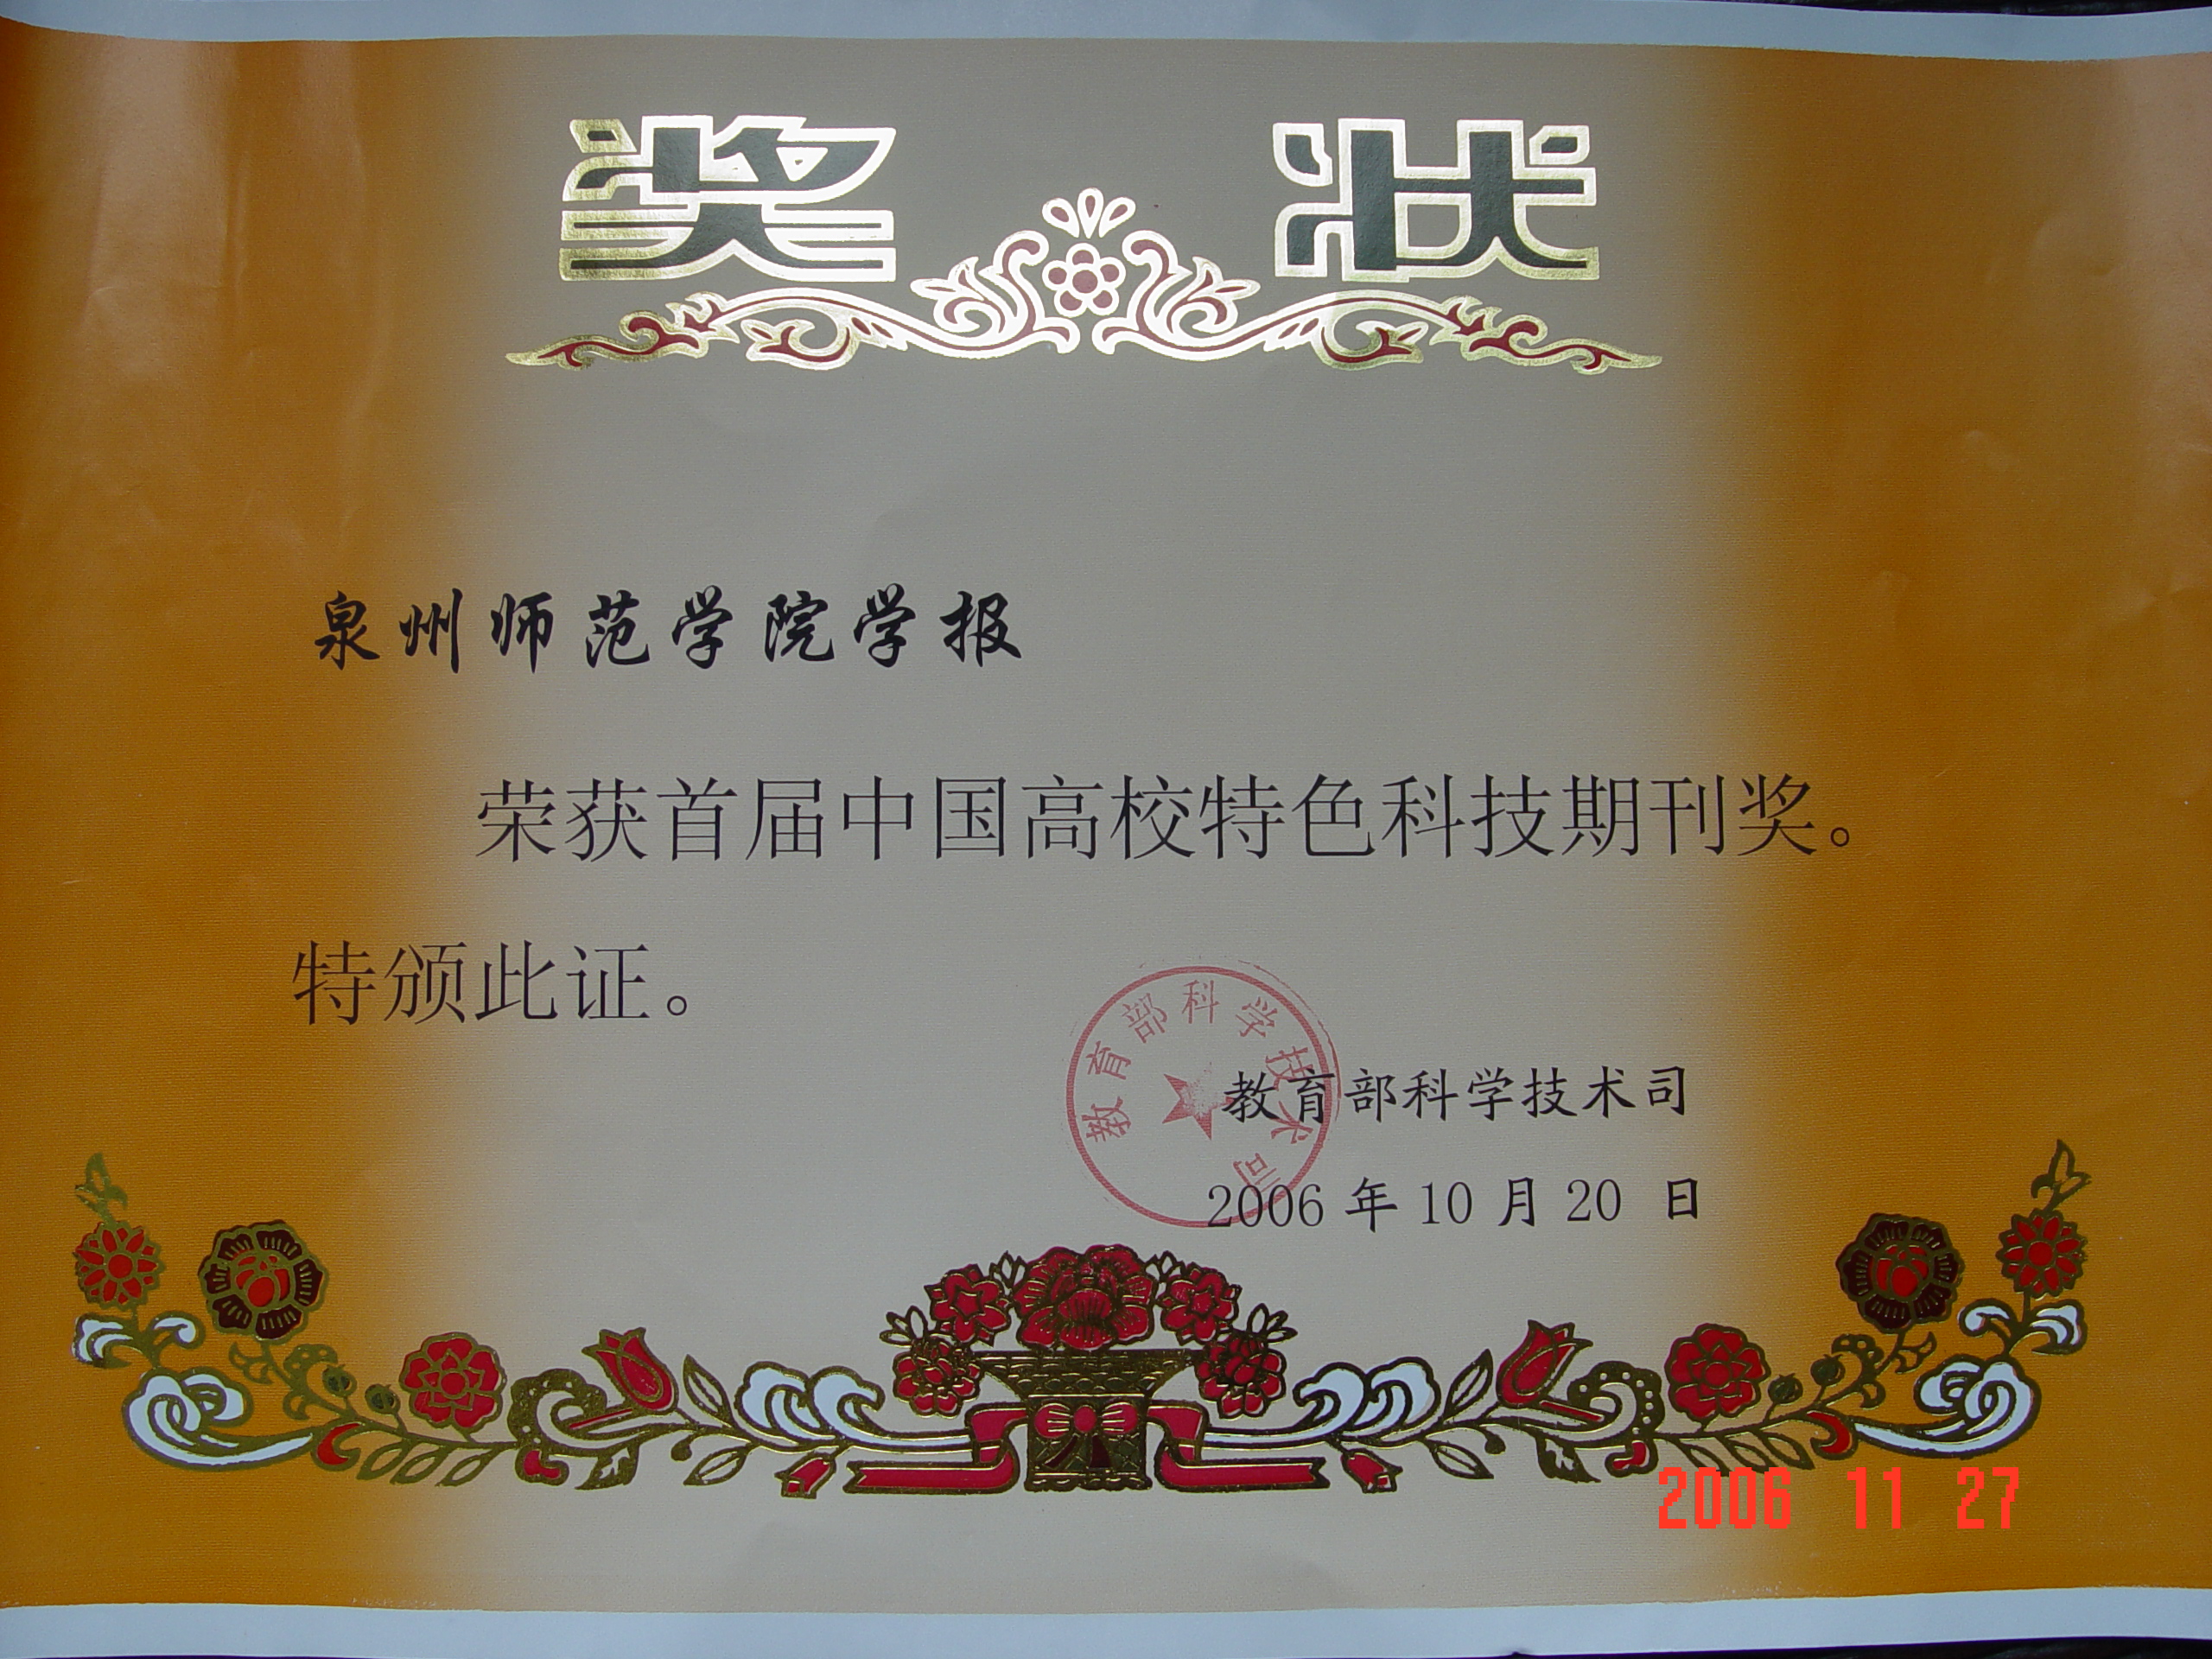 奖状
泉州师范学院学报
荣获首届中国高校特色科技期刊奖。
特颁此证。
教育部科学技术司
教育部科学技术司
2006年10月20日
2006 11 27